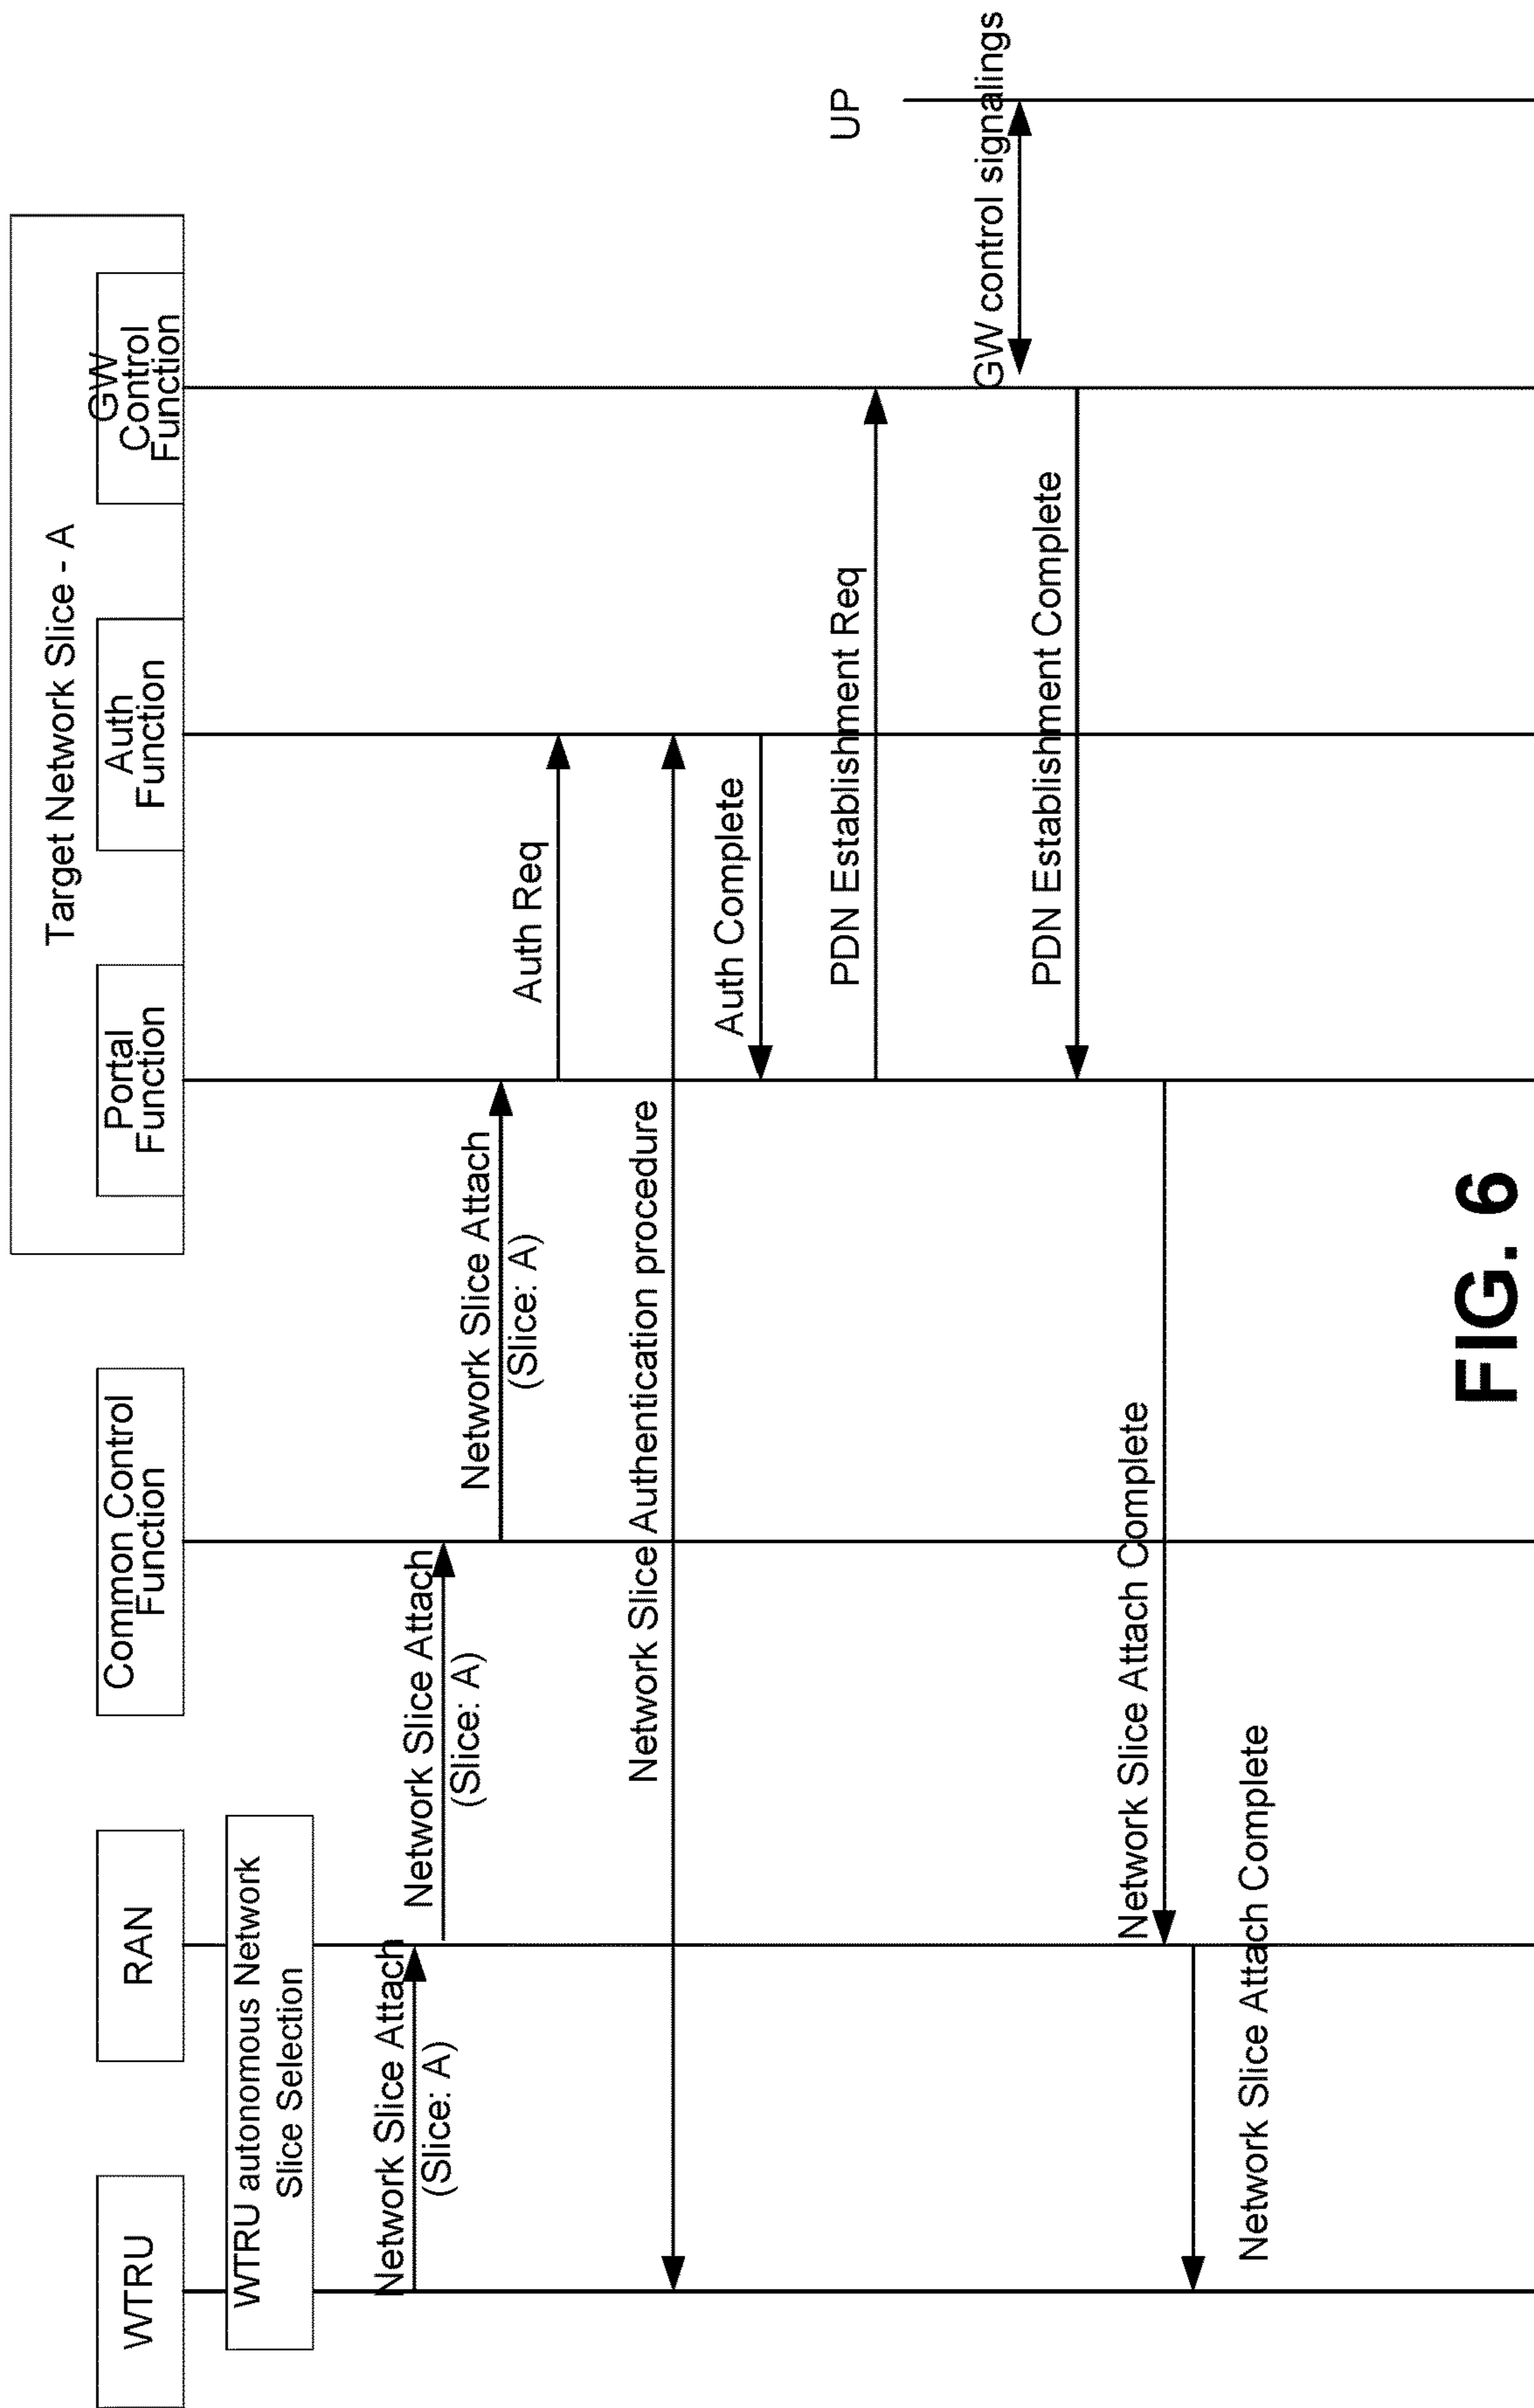 Target Network Slice - A
WTRU
RAN
Common Control
Function
Portal
Function
Auth
Function
GW
Control
Function
WTRU autonomous Network
Slice Selection
Network Slice Attach
(Slice: A)
Network Slice Attach
(Slice: A)
Network Slice Attach
(Slice: A)
Auth Req
Network Slice Authentication procedure
Auth Complete
PDN Establishment Req
UP
GW control signalings
PDN Establishment Complete
Network Slice Attach Complete
Network Slice Attach Complete
FIG. 6